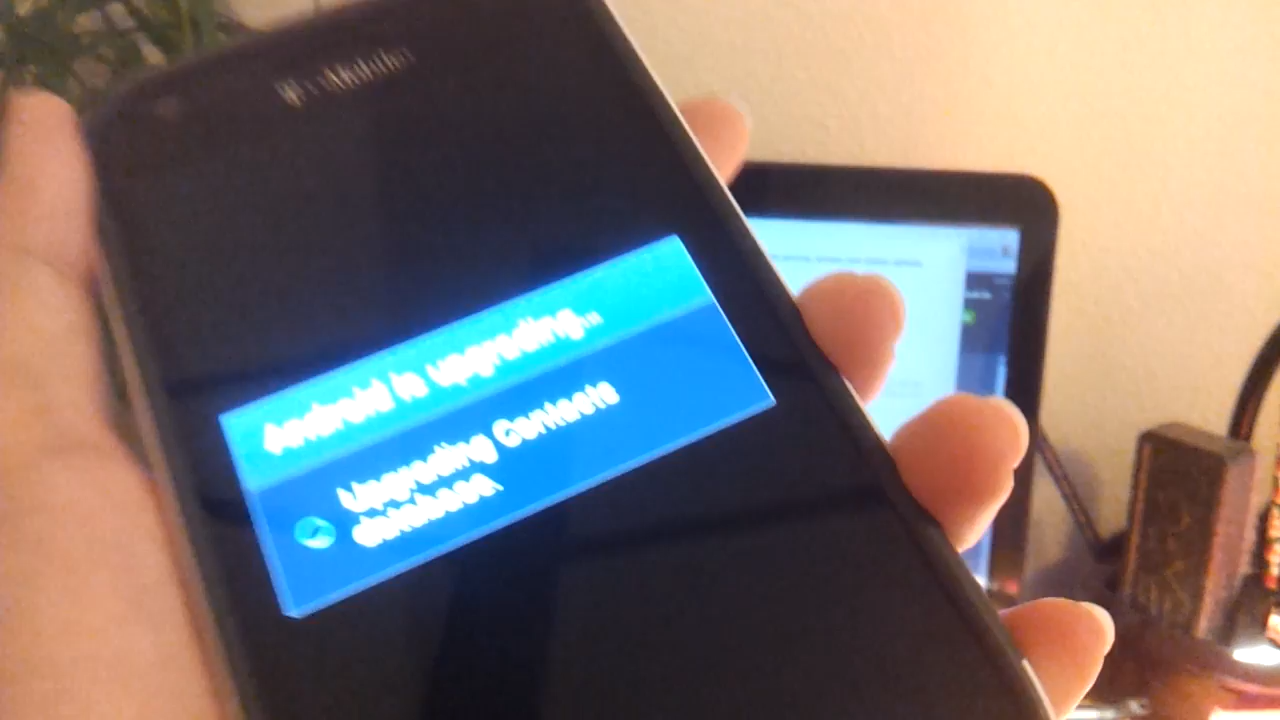 T-Mobile
Android is upgrading...
Upgrading Contacts
database.